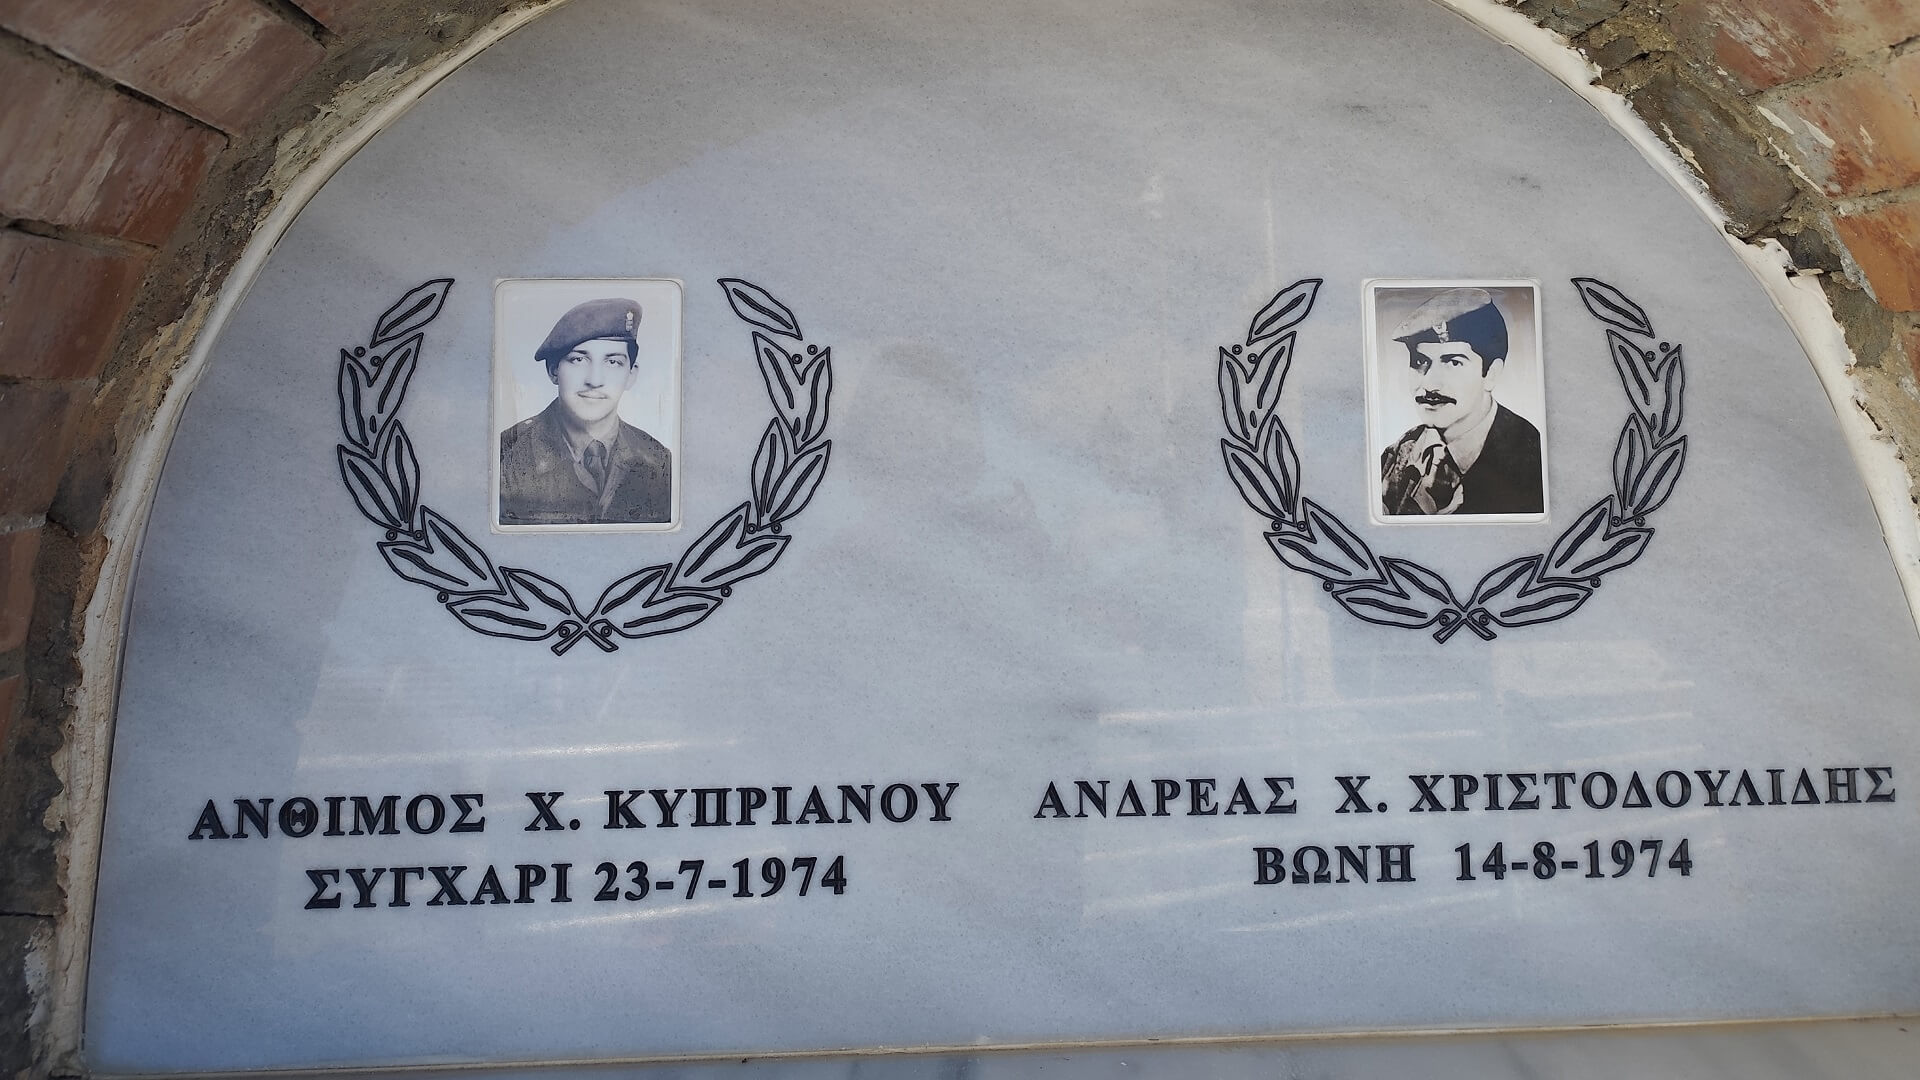 ΑΝΘΙΜΟΣ Χ. ΚΥΠΡΙΑΝΟΥ
ΣΥΓΧΑΡΙ 23-7-1974
ΑΝΔΡΕΑΣ Χ. ΧΡΙΣΤΟΔΟΥΛΙΔΗΣ
ΒΩΝΗ 14-8-1974